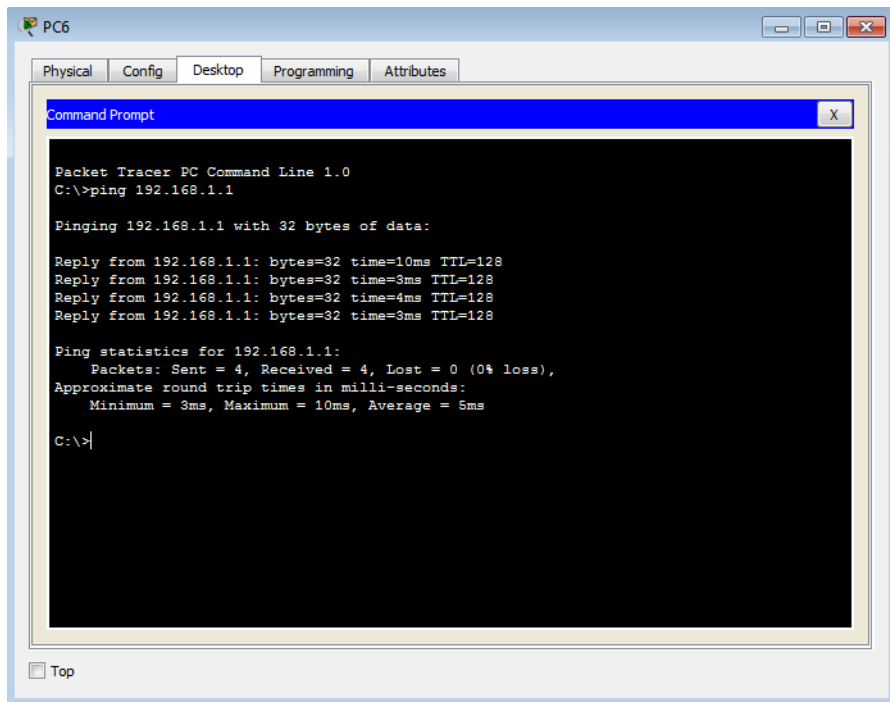 PC6
Physical Config Desktop Programming Attributes
Command Prompt X
Packet Tracer PC Command Line 1.0
C:\>ping 192.168.1.1
Pinging 192.168.1.1 with 32 bytes of data:
Reply from 192.168.1.1: bytes=32 time=10ms TTL=128
Reply from 192.168.1.1: bytes=32 time=3ms TTL=128
Reply from 192.168.1.1: bytes=32 time=4ms TTL=128
Reply from 192.168.1.1: bytes=32 time=3ms TTL=128
Ping statistics for 192.168.1.1:
    Packets: Sent = 4, Received = 4, Lost = 0 (0% loss),
Approximate round trip times in milli-seconds:
    Minimum = 3ms, Maximum = 10ms, Average = 5ms
C:\>
Top